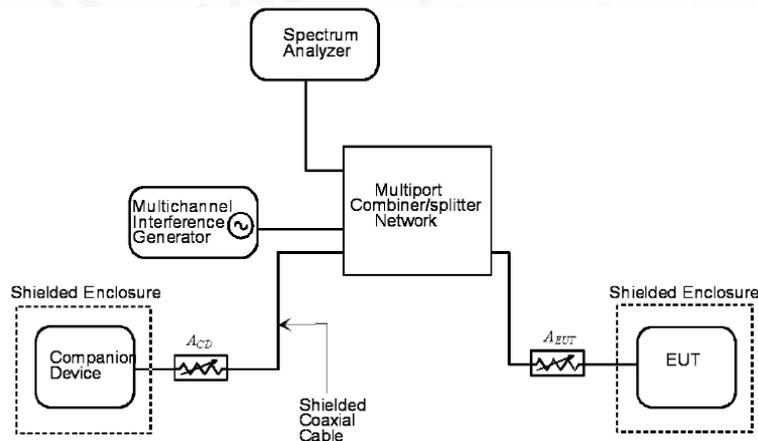 Spectrum
Analyzer
Multiport
Combiner/splitter
Network
Multichannel
Interference
Generator
Shielded Enclosure
Companion
Device
A_CD
Shielded
Coaxial
Cable
A_EUT
Shielded Enclosure
EUT